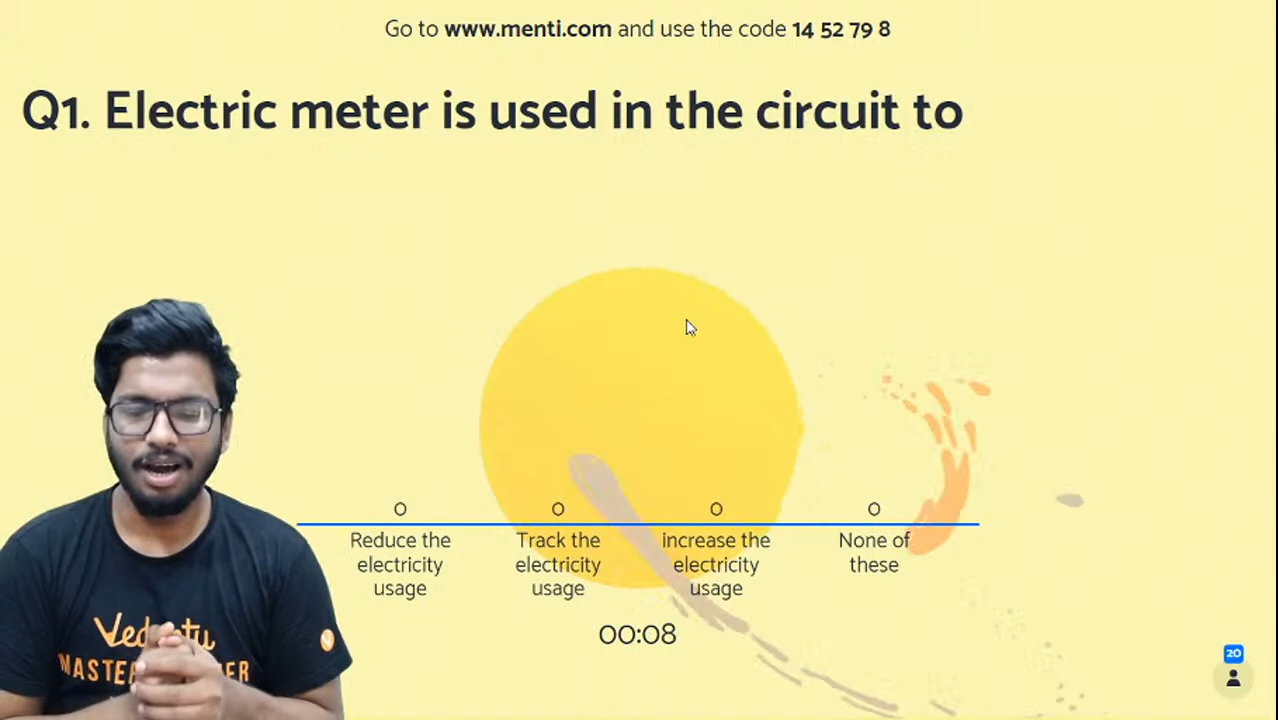 Go to www.menti.com and use the code 14 52 79 8
Q1. Electric meter is used in the circuit to
0 0 0 0
Reduce the electricity usage
Track the electricity usage
increase the electricity usage
None of these
00:08
20